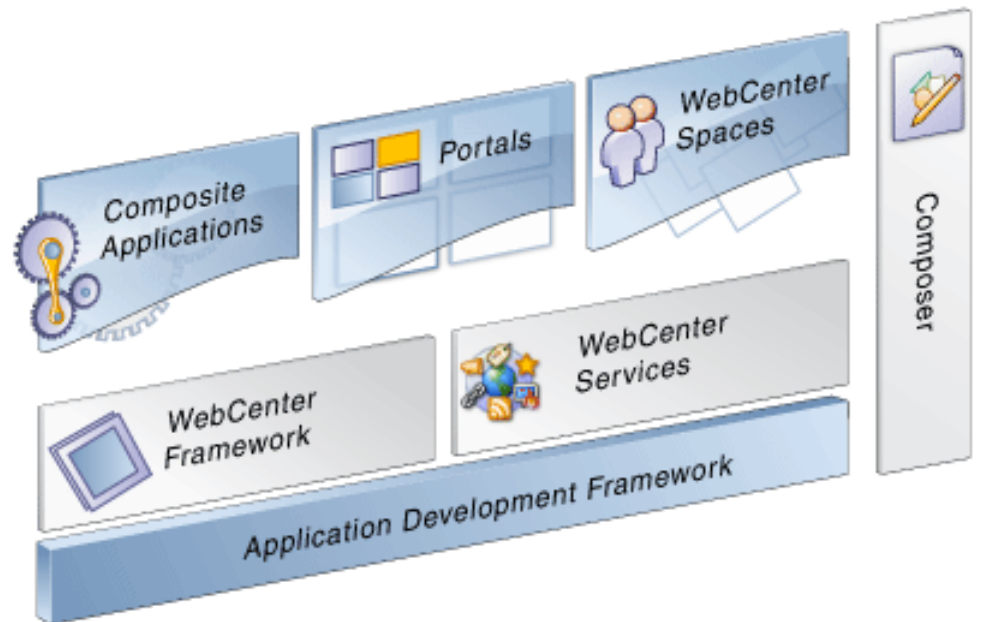 Composite
Applications
Portals
WebCenter
Spaces
Composer
WebCenter
Framework
WebCenter
Services
Application Development Framework